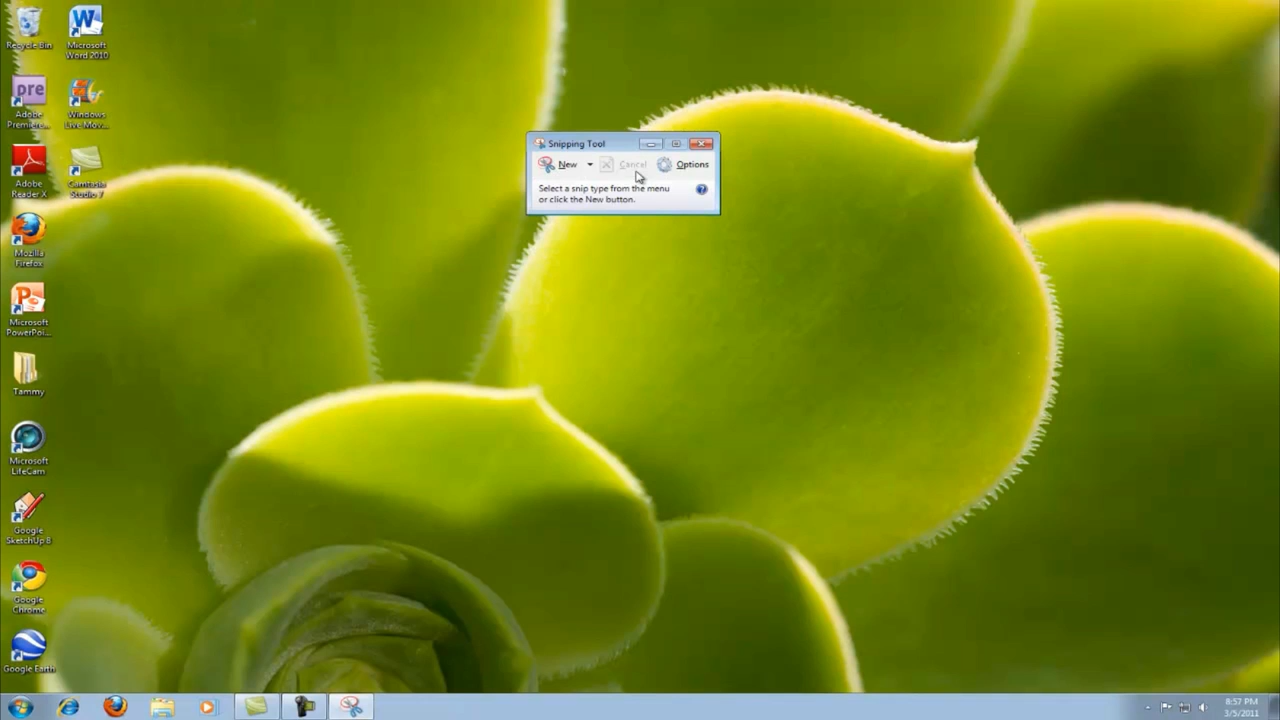 Recycle Bin
Microsoft
Word 2010
pre
Adobe
Premiere...
Windows
Live Mov...
Adobe
Reader X
Camtasia
Studio 7
Mozilla
Firefox
Microsoft
PowerPoi...
Tammy
Microsoft
LifeCam
Google
SketchUp 8
Google
Chrome
Google Earth
Snipping Tool
New
Cancel
Options
Select a snip type from the menu
or click the New button.
8:57 PM
3/5/2011